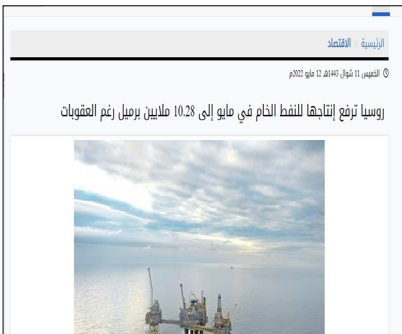 الرئيسية / الاقتصاد
الخميس 11 شوال 1443هـ 12 مايو 2022م
روسيا ترفع إنتاجها للنفط الخام في مايو إلى 10.28 ملايين برميل رغم العقوبات